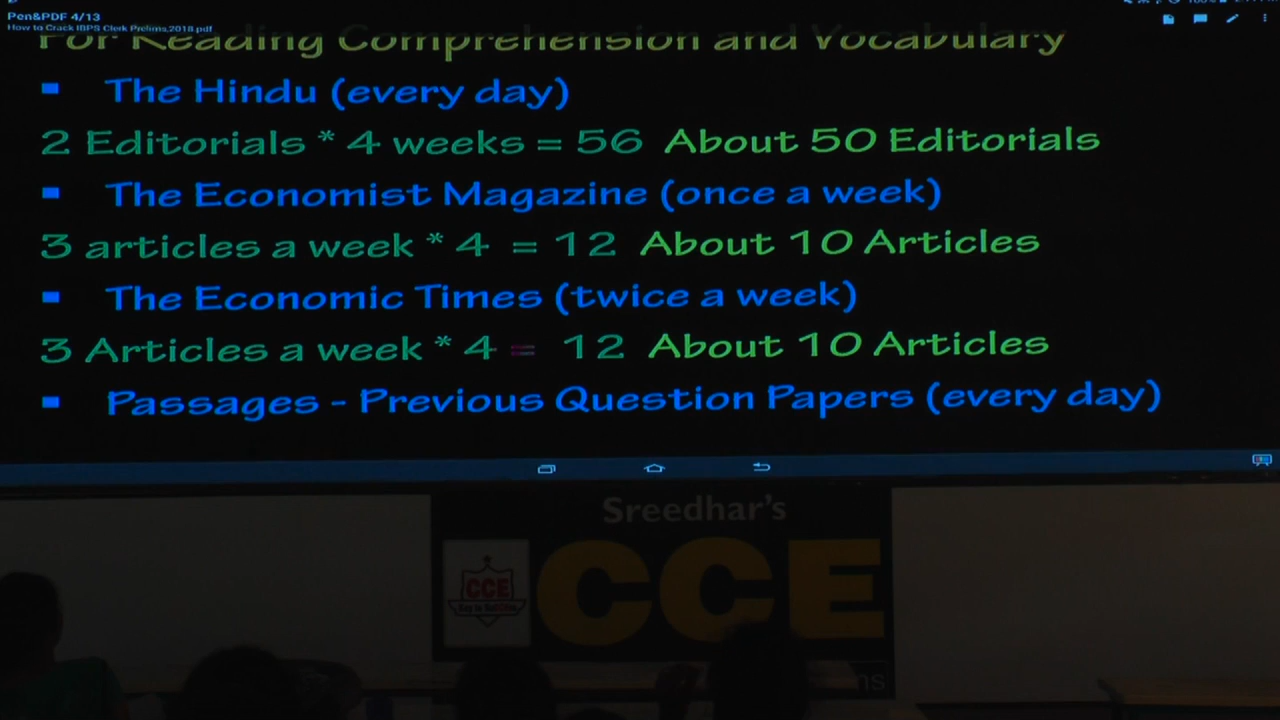 Pen&PDF 4/13
How to Crack IBPS Clerk Prelims,2018.pdf
For Reading Comprehension and Vocabulary
▪ The Hindu (every day)
2 Editorials * 4 weeks = 56 About 50 Editorials
▪ The Economist Magazine (once a week)
3 articles a week * 4 = 12 About 10 Articles
▪ The Economic Times (twice a week)
3 Articles a week * 4 = 12 About 10 Articles
▪ Passages - Previous Question Papers (every day)
Sreedhar's
CCE
CCE
ns